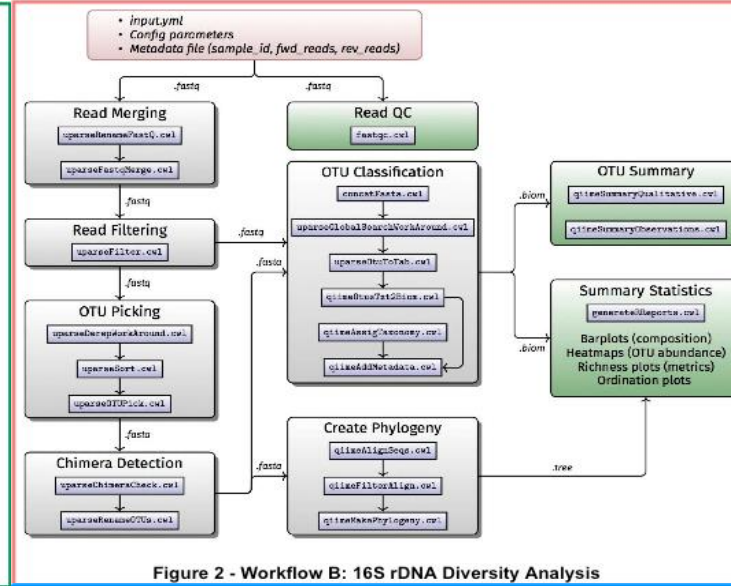 • input.yml
• Config parameters
• Metadata file (sample_id, fwd_reads, rev_reads)
.fastq
.fastq
Read Merging
uparseRenameFastQ.cwl
uparseFastqMerge.cwl
.fastq
Read Filtering
uparseFilter.cwl
.fastq
.fastq
OTU Picking
uparseDerepWorkAround.cwl
uparseSort.cwl
uparseOTUPick.cwl
.fasta
Chimera Detection
uparseChimeraCheck.cwl
uparseRenameOTUs.cwl
.fasta
.fasta
Read QC
fastqc.cwl
OTU Classification
concatFasta.cwl
uparseGlobalSearchWorkAround.cwl
uparseOtuToTab.cwl
qiimeOtusTxt2Biom.cwl
qiimeAssigTaxonomy.cwl
qiimeAddMetadata.cwl
Create Phylogeny
qiimeAlignSeqs.cwl
qiimeFilterAlign.cwl
qiimeMakePhylogeny.cwl
.biom
.biom
.tree
OTU Summary
qiimeSummaryQualitative.cwl
qiimeSummaryObservations.cwl
Summary Statistics
generateRReports.cwl
Barplots (composition)
Heatmaps (OTU abundance)
Richness plots (metrics)
Ordination plots
Figure 2 - Workflow B: 16S rDNA Diversity Analysis